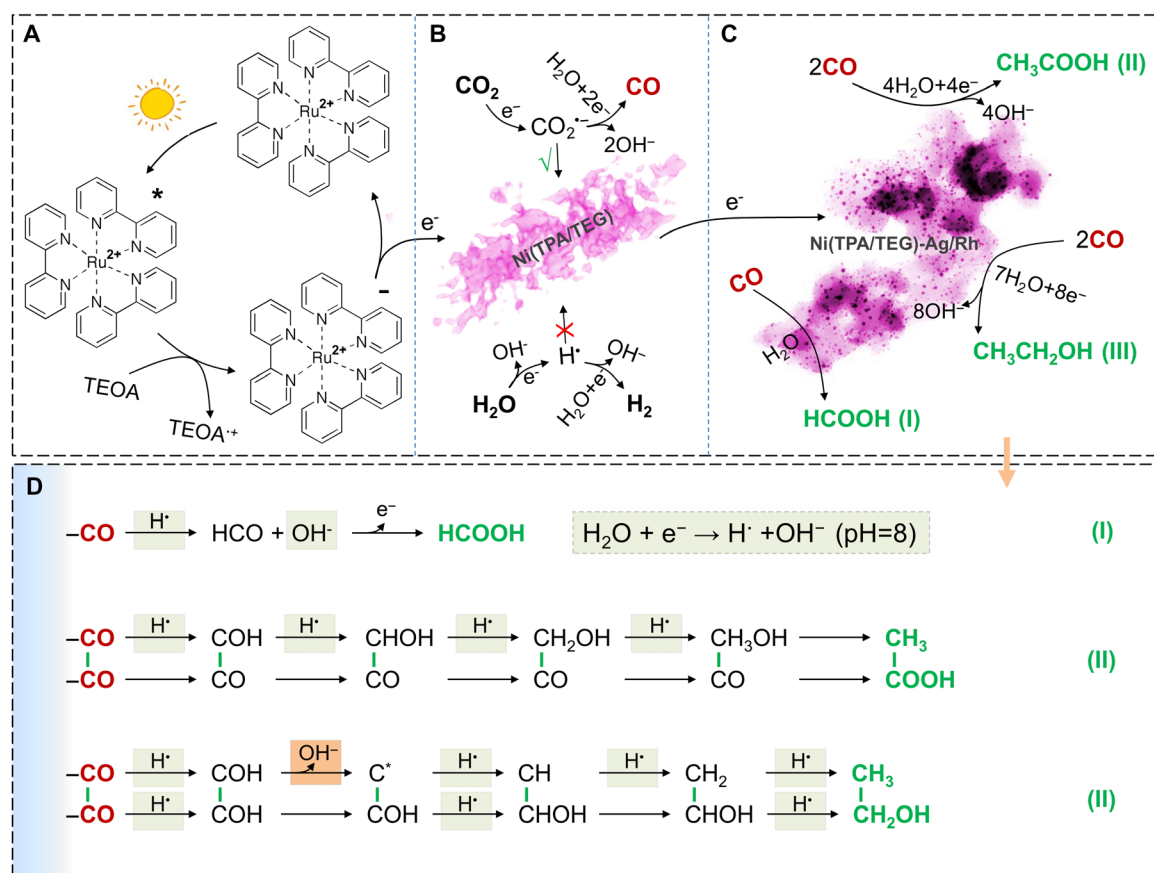 A
Ru2+
N N N N N N
*
Ru2+
N N N N N N
-
Ru2+
N N N N N N
TEOA
TEOA·+
e-
B
CO2
e-
CO2•−
H2O+2e-
CO
2OH−
√
Ni(TPA/TEG)
X
H2O
e-
OH-
H•
H2O+e-
OH−
H2
e-
C
2CO
4H2O+4e−
CH3COOH (II)
4OH−
Ni(TPA/TEG)-Ag/Rh
2CO
7H2O+8e−
8OH−
CH3CH2OH (III)
CO
H2O
HCOOH (I)
D
–CO H• HCO + OH- e− HCOOH H2O + e− → H· +OH− (pH=8) (I)
–CO H• COH H• CHOH H• CH2OH H• CH3OH CH3
–CO CO CO CO CO COOH (II)
–CO H• COH OH− C* H• CH H• CH2 H• CH3
–CO H• COH COH H• CHOH CHOH H• CH2OH (II)